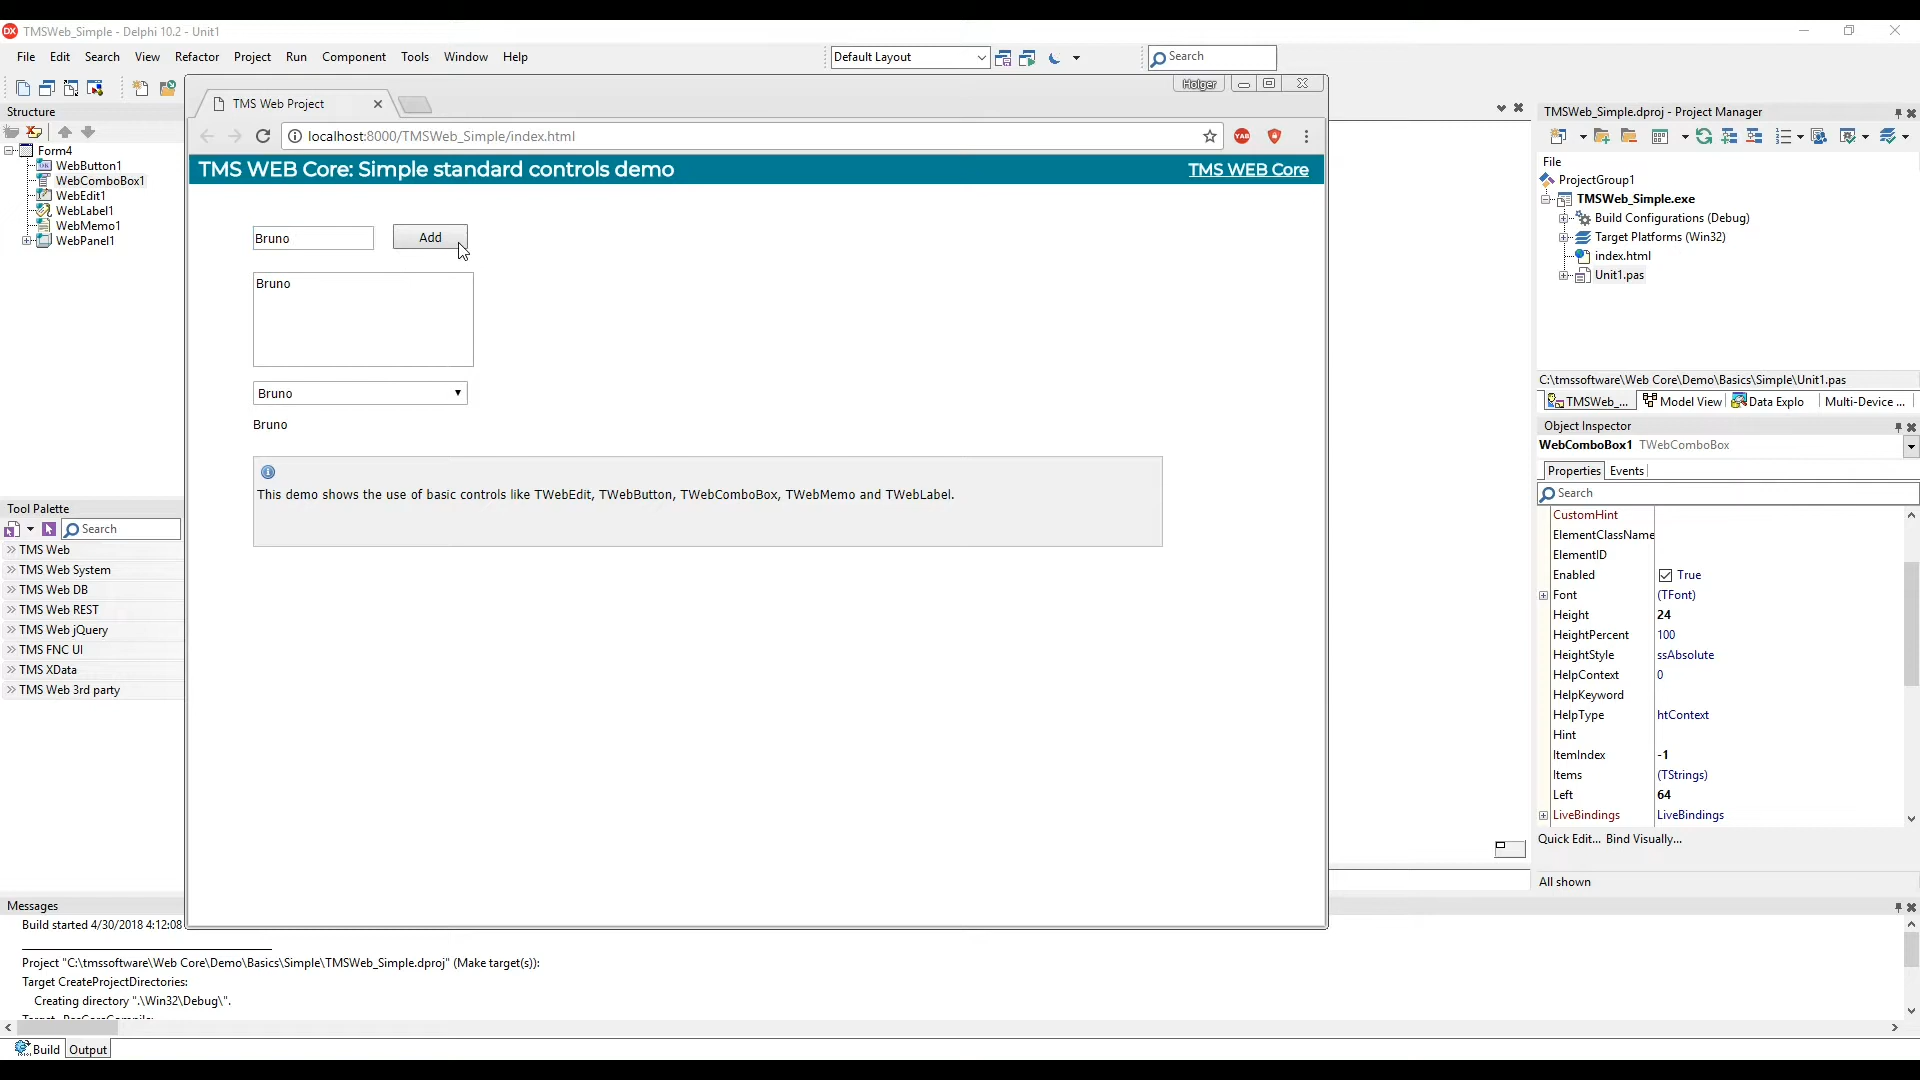 TMSWeb_Simple - Delphi 10.2 - Unit1
File Edit Search View Refactor Project Run Component Tools Window Help
Default Layout
Search
Structure
Form4
WebButton1
WebComboBox1
WebEdit1
WebLabel1
WebMemo1
WebPanel1
Tool Palette
Search
TMS Web
TMS Web System
TMS Web DB
TMS Web REST
TMS Web jQuery
TMS FNC UI
TMS XData
TMS Web 3rd party
Holger
TMS Web Project
localhost:8000/TMSWeb_Simple/index.html
TMS WEB Core: Simple standard controls demo
TMS WEB Core
Bruno
Add
Bruno
Bruno
Bruno
This demo shows the use of basic controls like TWebEdit, TWebButton, TWebComboBox, TWebMemo and TWebLabel.
TMSWeb_Simple.dproj - Project Manager
File
ProjectGroup1
TMSWeb_Simple.exe
Build Configurations (Debug)
Target Platforms (Win32)
index.html
Unit1.pas
C:\tmssoftware\Web Core\Demo\Basics\Simple\Unit1.pas
TMSWeb_... Model View Data Explo Multi-Device ...
Object Inspector
WebComboBox1 TWebComboBox
Properties Events
Search
CustomHint
ElementClassName
ElementID
Enabled True
Font (TFont)
Height 24
HeightPercent 100
HeightStyle ssAbsolute
HelpContext 0
HelpKeyword
HelpType htContext
Hint
ItemIndex -1
Items (TStrings)
Left 64
LiveBindings LiveBindings
Quick Edit... Bind Visually...
All shown
Messages
Build started 4/30/2018 4:12:08
Project "C:\tmssoftware\Web Core\Demo\Basics\Simple\TMSWeb_Simple.dproj" (Make target(s)):
Target CreateProjectDirectories:
Creating directory ".\Win32\Debug\".
Build Output